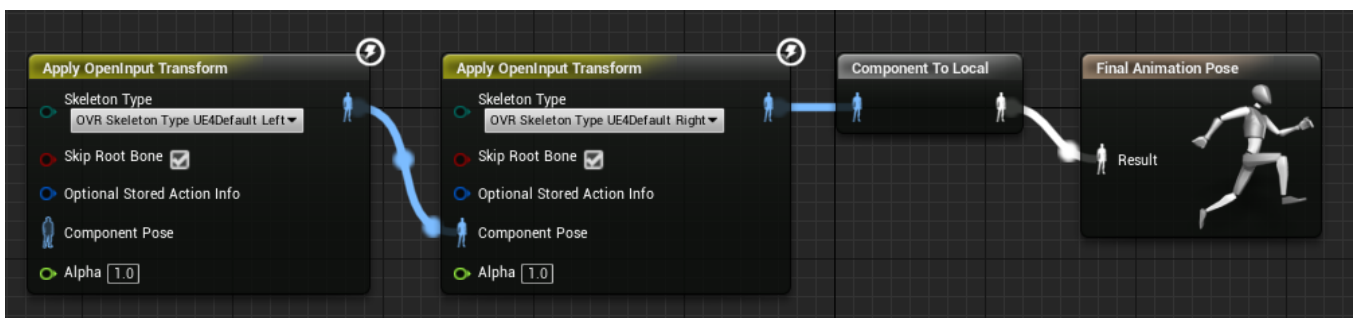 Apply OpenInput Transform
Skeleton Type
OVR Skeleton Type UE4Default Left
Skip Root Bone
Optional Stored Action Info
Component Pose
Alpha 1.0
Apply OpenInput Transform
Skeleton Type
OVR Skeleton Type UE4Default Right
Skip Root Bone
Optional Stored Action Info
Component Pose
Alpha 1.0
Component To Local
Final Animation Pose
Result